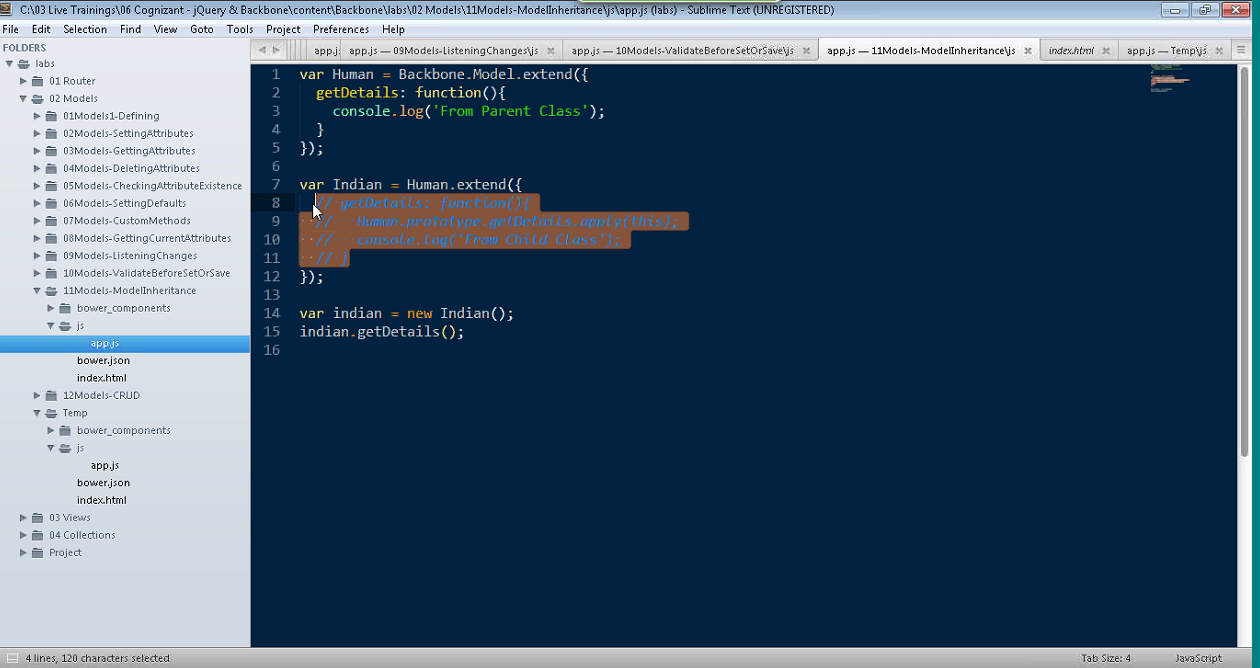 C:\03 Live Trainings\06 Cognizant - jQuery & Backbone\content\Backbone\labs\02 Models\11Models-ModelInheritance\js\app.js (labs) - Sublime Text (UNREGISTERED)
File Edit Selection Find View Goto Tools Project Preferences Help
FOLDERS
labs
01 Router
02 Models
01Models1-Defining
02Models-SettingAttributes
03Models-GettingAttributes
04Models-DeletingAttributes
05Models-CheckingAttributeExistence
06Models-SettingDefaults
07Models-CustomMethods
08Models-GettingCurrentAttributes
09Models-ListeningChanges
10Models-ValidateBeforeSetOrSave
11Models-ModelInheritance
bower_components
js
app.js
bower.json
index.html
12Models-CRUD
Temp
bower_components
js
app.js
bower.json
index.html
03 Views
04 Collections
Project
app.j: app.js — 09Models-ListeningChanges\js app.js — 10Models-ValidateBeforeSetOrSave\js app.js — 11Models-ModelInheritance\js index.html app.js — Temp\js
1 var Human = Backbone.Model.extend({
2 getDetails: function(){
3 console.log('From Parent Class');
4 }
5 });
6
7 var Indian = Human.extend({
8 // getDetails: function(){
9 // Human.prototype.getDetails.apply(this);
10 // console.log('From Child Class');
11 // }
12 });
13
14 var indian = new Indian();
15 indian.getDetails();
16
4 lines, 120 characters selected
Tab Size: 4 JavaScript